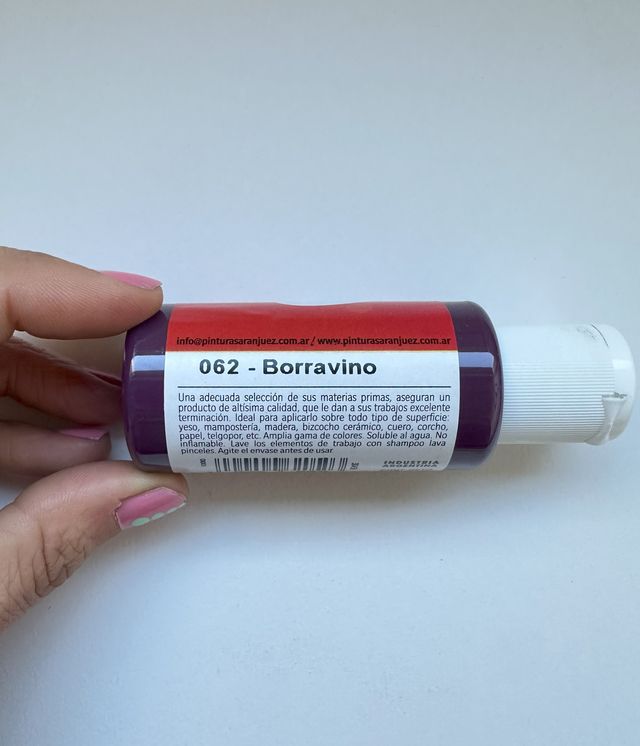 info@pinturasaranjuez.com.ar / www.pinturasaranjuez.com.ar
062 - Borravino
Una adecuada selección de sus materias primas, aseguran un
producto de altísima calidad, que le dan a sus trabajos excelente
terminación. Ideal para aplicarlo sobre todo tipo de superficie:
yeso, mampostería, madera, bizcocho cerámico, cuero, corcho,
papel, telgopor, etc. Amplia gama de colores. Soluble al agua. No
inflamable. Lave los elementos de trabajo con shampoo lava
pinceles. Agite el envase antes de usar.
INDUSTRIA
ARGENTINA